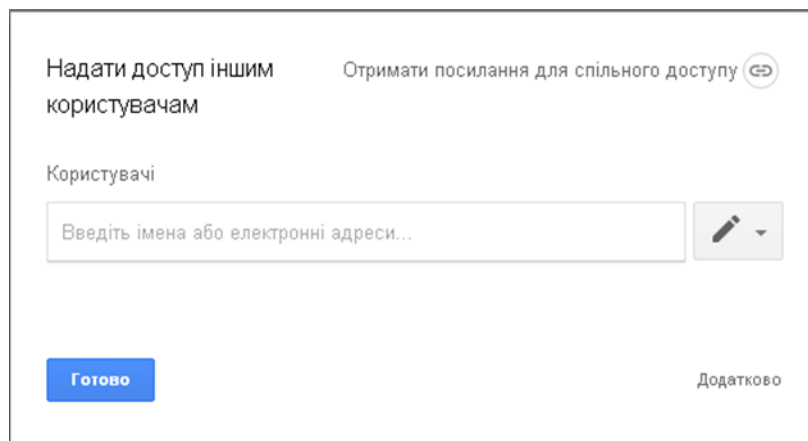 Надати доступ іншим
користувачам
Отримати посилання для спільного доступу
Користувачі
Введіть імена або електронні адреси...
Готово
Додатково